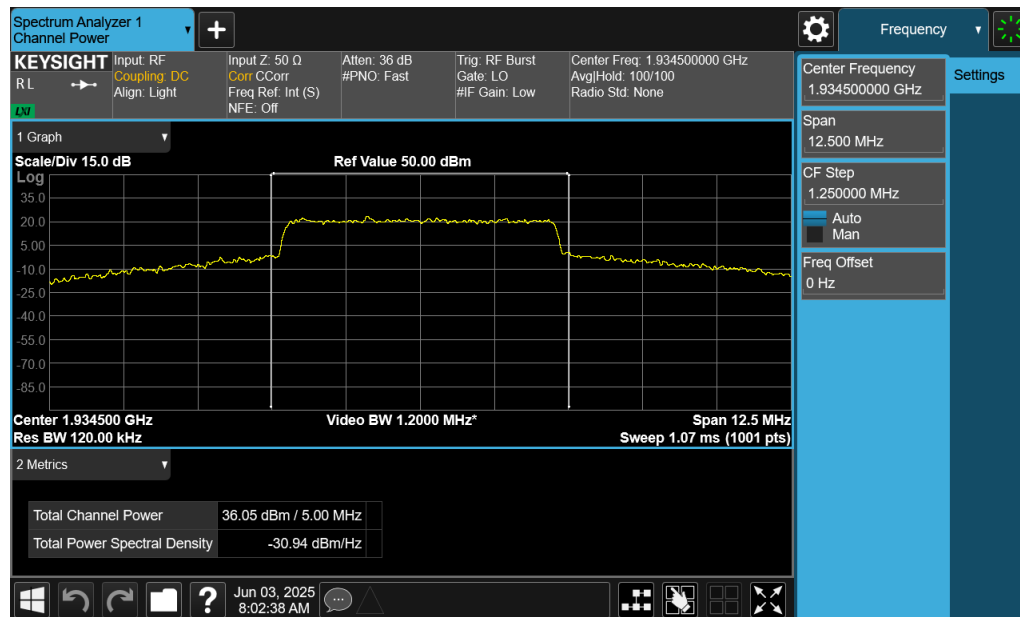 Spectrum Analyzer 1
Channel Power
Frequency
KEYSIGHT
R L
LXI
Input: RF
Coupling: DC
Align: Light
Input Z: 50 Ω
Corr CCorr
Freq Ref: Int (S)
NFE: Off
Atten: 36 dB
#PNO: Fast
Trig: RF Burst
Gate: LO
#IF Gain: Low
Center Freq: 1.934500000 GHz
Avg|Hold: 100/100
Radio Std: None
Center Frequency
1.934500000 GHz
Settings
Span
12.500 MHz
CF Step
1.250000 MHz
Auto
Man
Freq Offset
0 Hz
1 Graph
Scale/Div 15.0 dB
Ref Value 50.00 dBm
Log
35.0
20.0
5.00
-10.0
-25.0
-40.0
-55.0
-70.0
-85.0
Center 1.934500 GHz
Video BW 1.2000 MHz*
Span 12.5 MHz
Res BW 120.00 kHz
Sweep 1.07 ms (1001 pts)
2 Metrics
Total Channel Power 36.05 dBm / 5.00 MHz
Total Power Spectral Density -30.94 dBm/Hz
?
Jun 03, 2025
8:02:38 AM